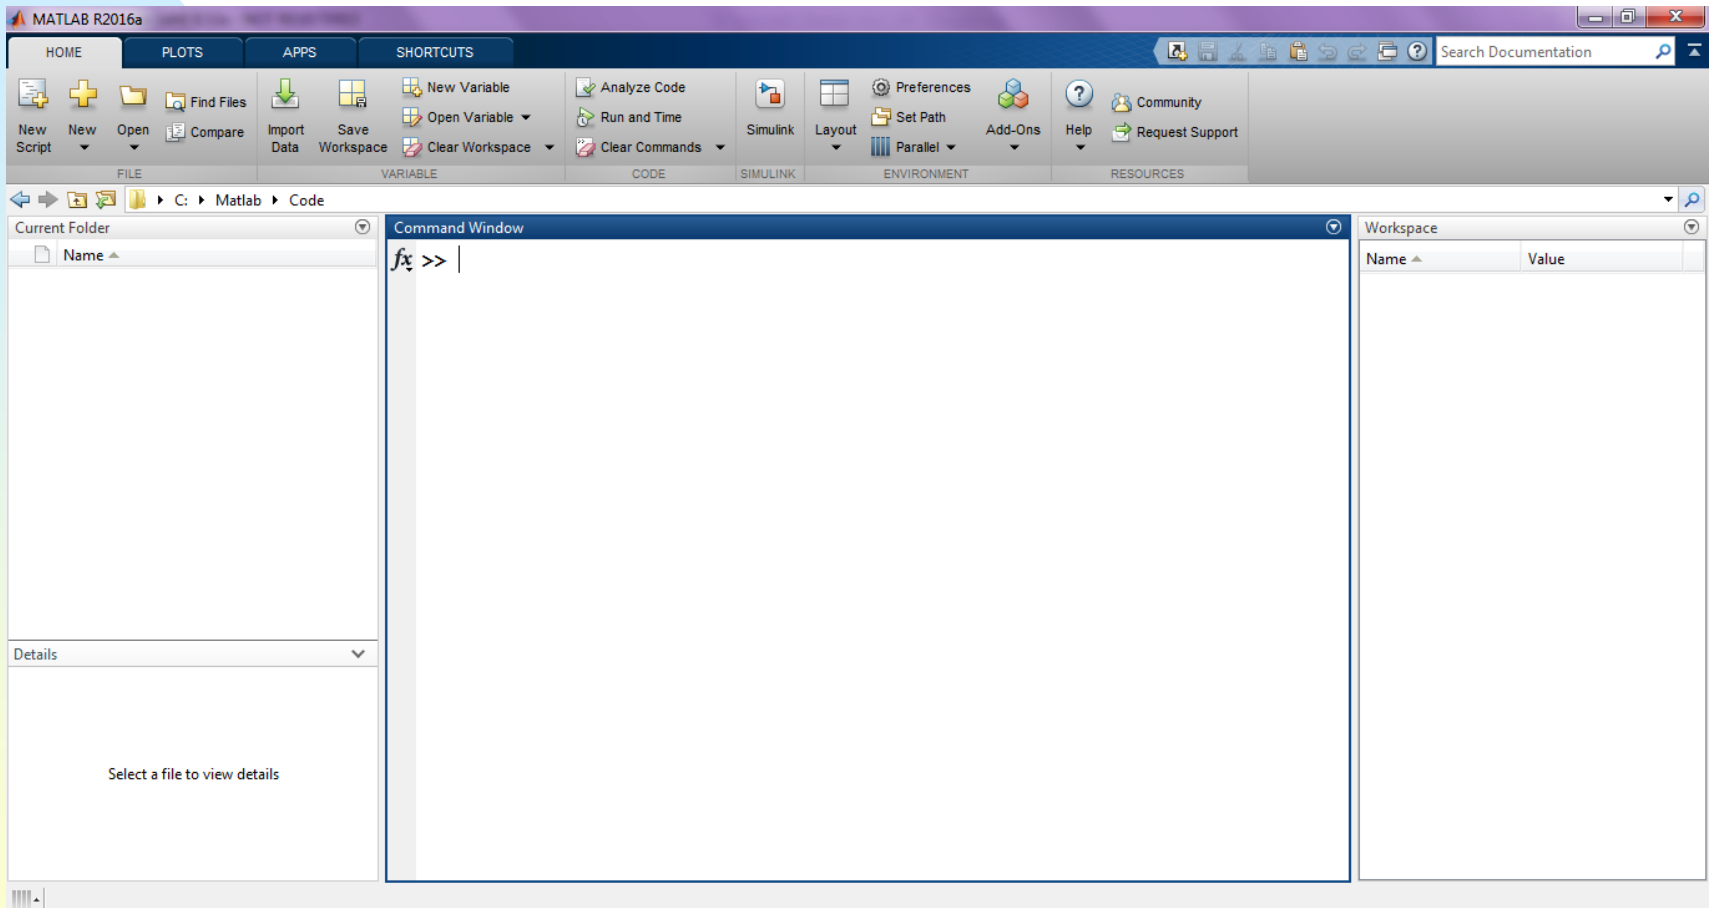 MATLAB R2016a
HOME PLOTS APPS SHORTCUTS
Search Documentation
New Script
New
Open
Find Files
Compare
Import Data
Save Workspace
New Variable
Open Variable
Clear Workspace
Analyze Code
Run and Time
Clear Commands
Simulink
Layout
Preferences
Set Path
Parallel
Add-Ons
Help
Community
Request Support
FILE VARIABLE CODE SIMULINK ENVIRONMENT RESOURCES
C: Matlab Code
Current Folder
Name
Command Window
fx >>
Workspace
Name Value
Details
Select a file to view details